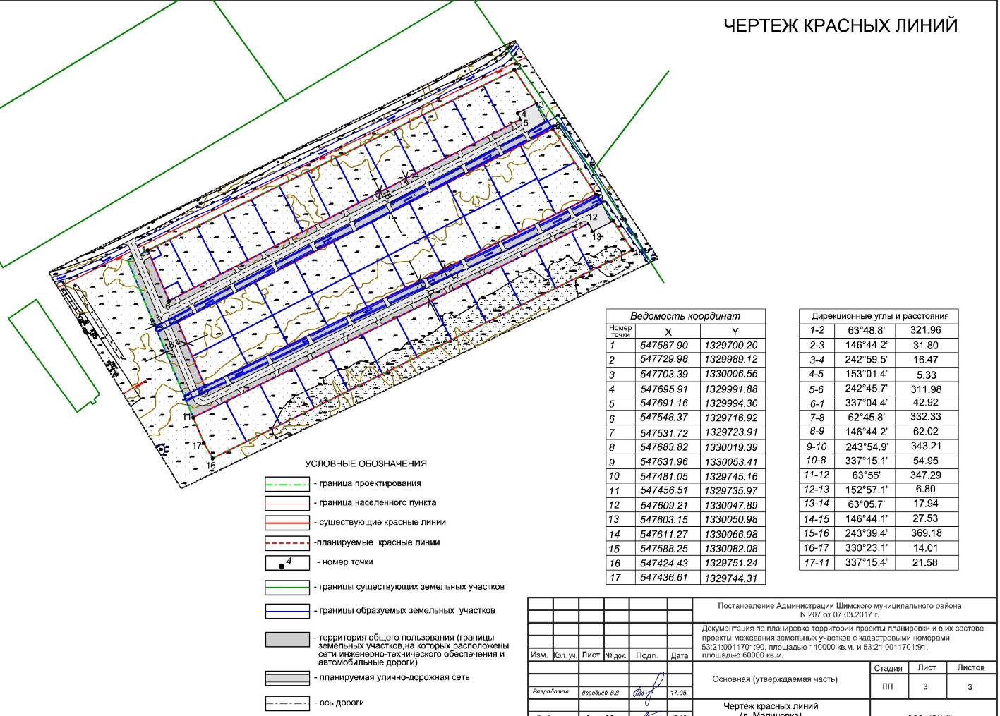 ЧЕРТЕЖ КРАСНЫХ ЛИНИЙ
2
3
4
5
12
13
14
15
6
18.0
10
11
17
16
УСЛОВНЫЕ ОБОЗНАЧЕНИЯ
- граница проектирования
- граница населенного пункта
- существующие красные линии
-планируемые красные линии
4 - номер точки
- границы существующих земельных участков
- границы образуемых земельных участков
- территория общего пользования (границы
земельных участков,на которых расположены
сети инженерно-технического обеспечения и
автомобильные дороги)
- планируемая улично-дорожная сеть
- ось дороги
Ведомость координат
Номер точки X Y
1 547587.90 1329700.20
2 547729.98 1329989.12
3 547703.39 1330006.56
4 547695.91 1329991.88
5 547691.16 1329994.30
6 547548.37 1329716.92
7 547531.72 1329723.91
8 547683.82 1330019.39
9 547631.96 1330053.41
10 547481.05 1329745.16
11 547456.51 1329735.97
12 547609.21 1330047.89
13 547603.15 1330050.98
14 547611.27 1330066.98
15 547588.25 1330082.08
16 547424.43 1329751.24
17 547436.61 1329744.31
Дирекционные углы и расстояния
1-2 63°48.8' 321.96
2-3 146°44.2' 31.80
3-4 242°59.5' 16.47
4-5 153°01.4' 5.33
5-6 242°45.7' 311.98
6-1 337°04.4' 42.92
7-8 62°45.8' 332.33
8-9 146°44.2' 62.02
9-10 243°54.9' 343.21
10-8 337°15.1' 54.95
11-12 63°55' 347.29
12-13 152°57.1' 6.80
13-14 63°05.7' 17.94
14-15 146°44.1' 27.53
15-16 243°39.4' 369.18
16-17 330°23.1' 14.01
17-11 337°15.4' 21.58
Постановление Администрации Шимского муниципального района
N 207 от 07.03.2017 г.
Документация по планировке территории-проекты планировки и в их составе
проекты межевания земельных участков с кадастровыми номерами
53:21:0011701:90, площадью 110000 кв.м. и 53:21:0011701:91,
площадью 60000 кв.м.
Изм. Кол. уч. Лист № док. Подп. Дата
Основная (утверждаемая часть)
Стадия Лист Листов
ПП 3 3
Разработал Воробьев В.В. 17.05.
Чертеж красных линий
(д. Малиновка)